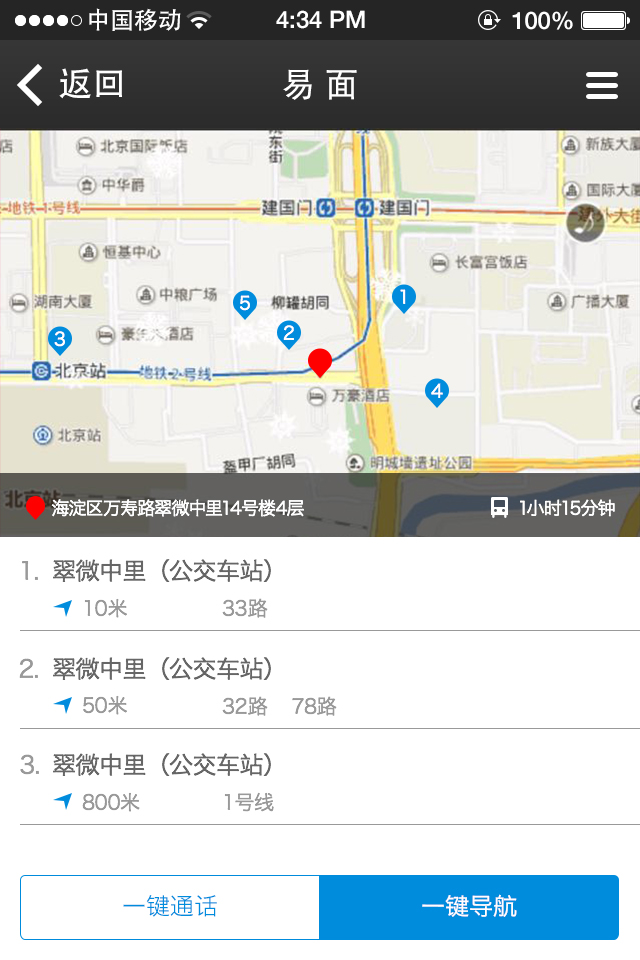 中国移动 4:34 PM 100%
返回 易 面
店 北京国际饭店 东街 新族大厦
中华爵 国际大厦
地铁·1号线 建国门 建国门 建外大街
恒基中心 长富宫饭店
湖南大厦 中粮广场 5 柳罐胡同 1 广播大厦
3 酒店 2
北京站 地铁·2号线
万豪酒店 4
北京站 盔甲厂胡同 明城墙遗址公园
海淀区万寿路翠微中里14号楼4层 1小时15分钟
1. 翠微中里（公交车站）
10米 33路
2. 翠微中里（公交车站）
50米 32路 78路
3. 翠微中里（公交车站）
800米 1号线
一键通话 一键导航